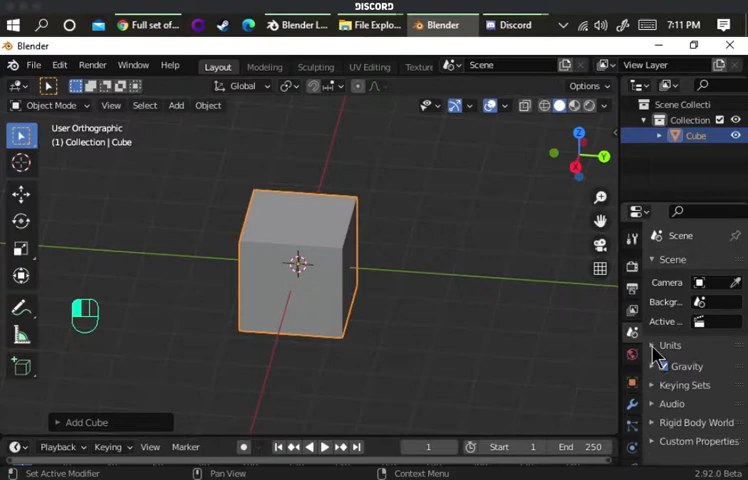 DISCORD
Full set of...
Blender L...
File Explo...
Blender
Discord
7:11 PM
Blender
File Edit Render Window Help Layout Modeling Sculpting UV Editing Textur Scene View Layer
Global Options
Object Mode View Select Add Object
User Orthographic
(1) Collection | Cube
Z
Y
X
Add Cube
Scene Collecti
Collection
Cube
Scene
Scene
Camera
Backgr...
Active ...
Units
Gravity
Keying Sets
Audio
Rigid Body World
Custom Properties
Playback Keying View Marker 1 Start 1 End 250
Set Active Modifier Pan View Context Menu 2.92.0 Beta